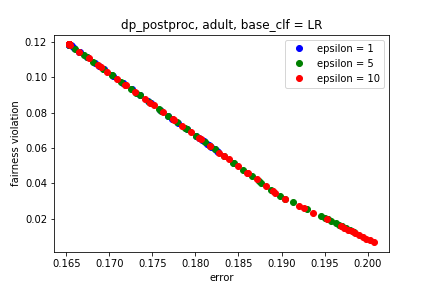 dp_postproc, adult, base_clf = LR
epsilon = 1
epsilon = 5
epsilon = 10
fairness violation
0.12
0.10
0.08
0.06
0.04
0.02
0.165 0.170 0.175 0.180 0.185 0.190 0.195 0.200
error